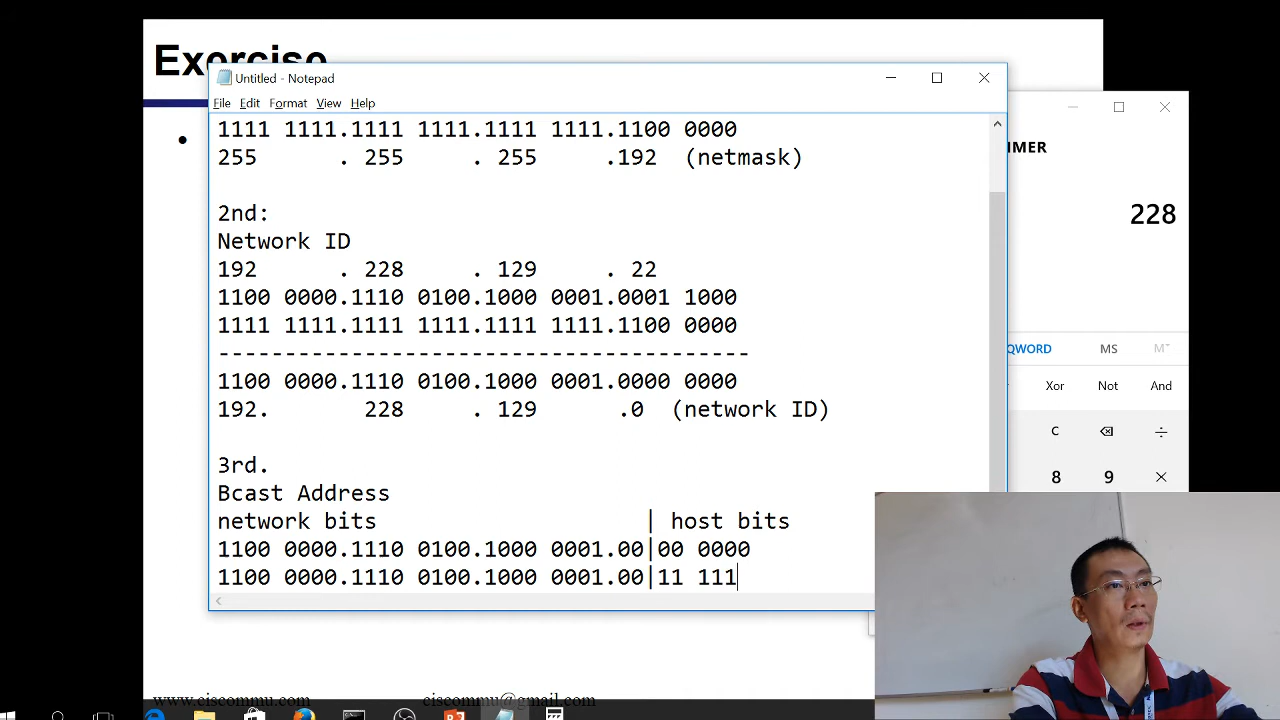 Exercise
Untitled - Notepad
File Edit Format View Help
1111 1111.1111 1111.1111 1111.1100 0000
255 . 255 . 255 .192 (netmask)
2nd:
Network ID
192 . 228 . 129 . 22
1100 0000.1110 0100.1000 0001.0001 1000
1111 1111.1111 1111.1111 1111.1100 0000
----------------------------------------
1100 0000.1110 0100.1000 0001.0000 0000
192. 228 . 129 .0 (network ID)
3rd.
Bcast Address
network bits | host bits
1100 0000.1110 0100.1000 0001.00|00 0000
1100 0000.1110 0100.1000 0001.00|11 111
IMER
228
QWORD MS M
Xor Not And
C ÷
8 9 ×
www.ciscommu.com ciscommu@gmail.com